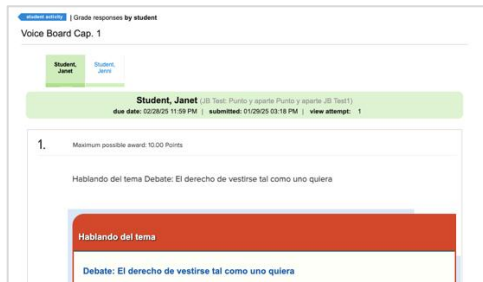 student activity | Grade responses by student
Voice Board Cap. 1
Student, Janet
Student, Jenni
Student, Janet (JB Test: Punto y aparte Punto y aparte JB Test1)
due date: 02/28/25 11:59 PM | submitted: 01/29/25 03:18 PM | view attempt: 1
1. Maximum possible award: 10.00 Points
Hablando del tema Debate: El derecho de vestirse tal como uno quiera
Hablando del tema
Debate: El derecho de vestirse tal como uno quiera